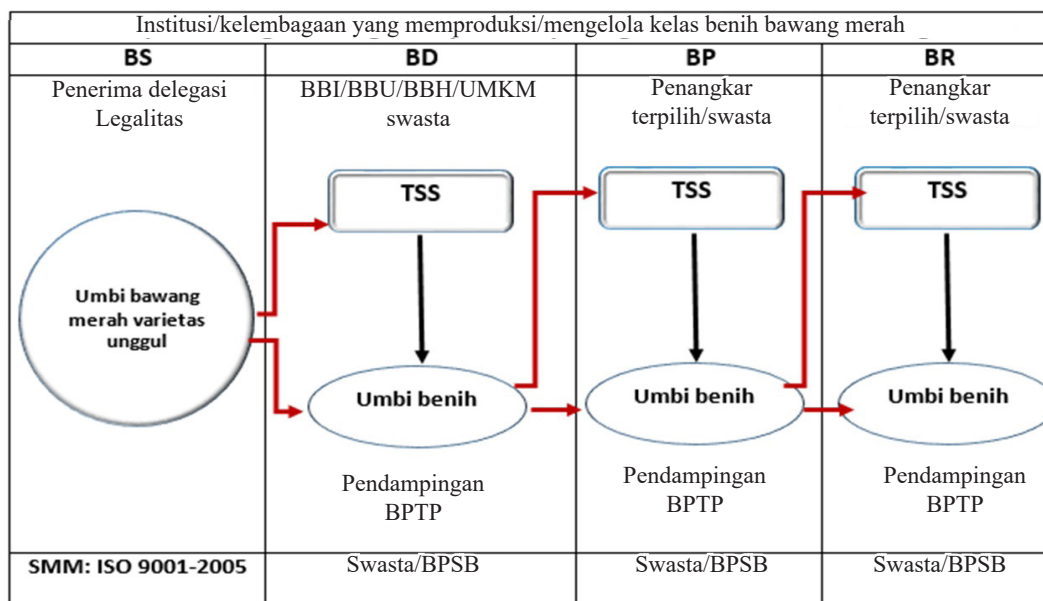 Institusi/kelembagaan yang memproduksi/mengelola kelas benih bawang merah
BS
BD
BP
BR
Penerima delegasi
Legalitas
BBI/BBU/BBH/UMKM
swasta
Penangkar
terpilih/swasta
Penangkar
terpilih/swasta
TSS
TSS
TSS
Umbi bawang
merah varietas
unggul
Umbi benih
Umbi benih
Umbi benih
Pendampingan
BPTP
Pendampingan
BPTP
Pendampingan
BPTP
SMM: ISO 9001-2005
Swasta/BPSB
Swasta/BPSB
Swasta/BPSB